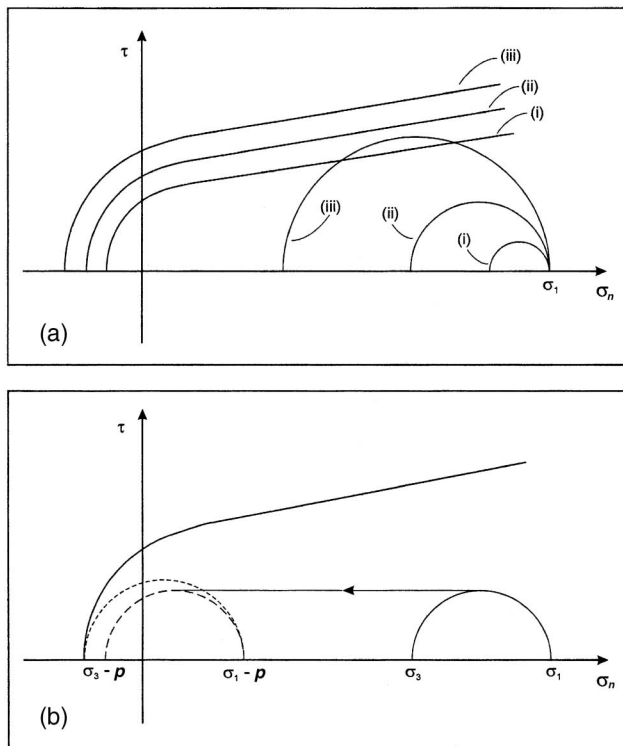 τ
(iii)
(ii)
(i)
(iii)
(ii)
(i)
σ₁
σₙ
(a)
τ
σ₃ - p
σ₁ - p
σ₃
σ₁
σₙ
(b)